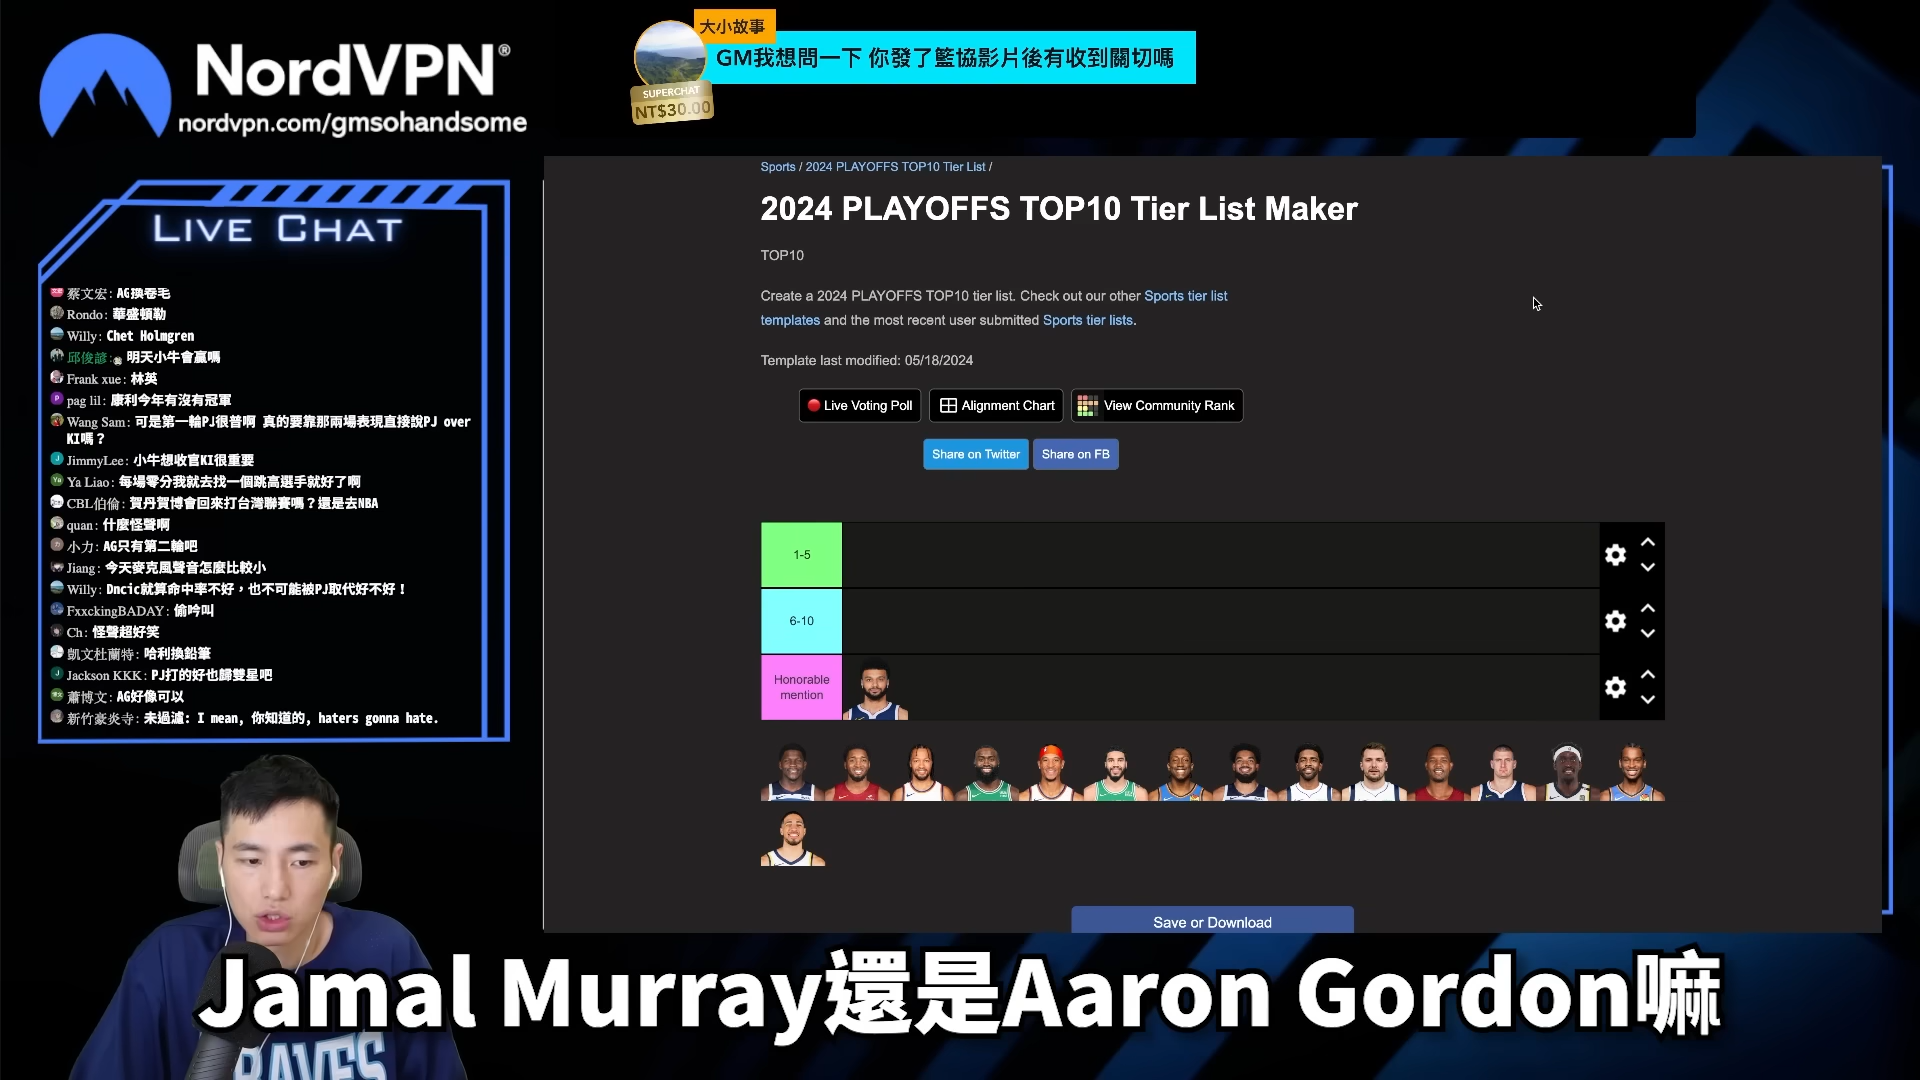 NordVPN®
nordvpn.com/gmsohandsome
大小故事
GM我想問一下 你發了籃協影片後有收到關切嗎
SUPERCHAT
NT$30.00
LIVE CHAT
蔡文宏: AG換卷毛
Rondo: 華盛頓勒
Willy: Chet Holmgren
邱俊諺: 明天小牛會贏嗎
Frank xue: 林英
pag lil: 康利今年有沒有冠軍
Wang Sam: 可是第一輪PJ很普啊 真的要靠那兩場表現直接說PJ over
KI嗎？
JimmyLee: 小牛想收官KI很重要
Ya Liao: 每場零分我就去找一個跳高選手就好了啊
CBL伯倫: 賀丹賀博會回來打台灣聯賽嗎？還是去NBA
quan: 什麼怪聲啊
小力: AG只有第二輪吧
Jiang: 今天麥克風聲音怎麼比較小
Willy: Dncic就算命中率不好，也不可能被PJ取代好不好！
FxxckingBADAY: 偷吟叫
Ch: 怪聲超好笑
凱文杜蘭特: 哈利換鉛筆
Jackson KKK: PJ打的好也歸雙星吧
蕭博文: AG好像可以
新竹豪炎寺: 未過濾: I mean, 你知道的, haters gonna hate.
Sports / 2024 PLAYOFFS TOP10 Tier List /
2024 PLAYOFFS TOP10 Tier List Maker
TOP10
Create a 2024 PLAYOFFS TOP10 tier list. Check out our other Sports tier list
templates and the most recent user submitted Sports tier lists.
Template last modified: 05/18/2024
Live Voting Poll
Alignment Chart
View Community Rank
Share on Twitter
Share on FB
1-5
6-10
Honorable
mention
Save or Download
Jamal Murray還是Aaron Gordon嘛